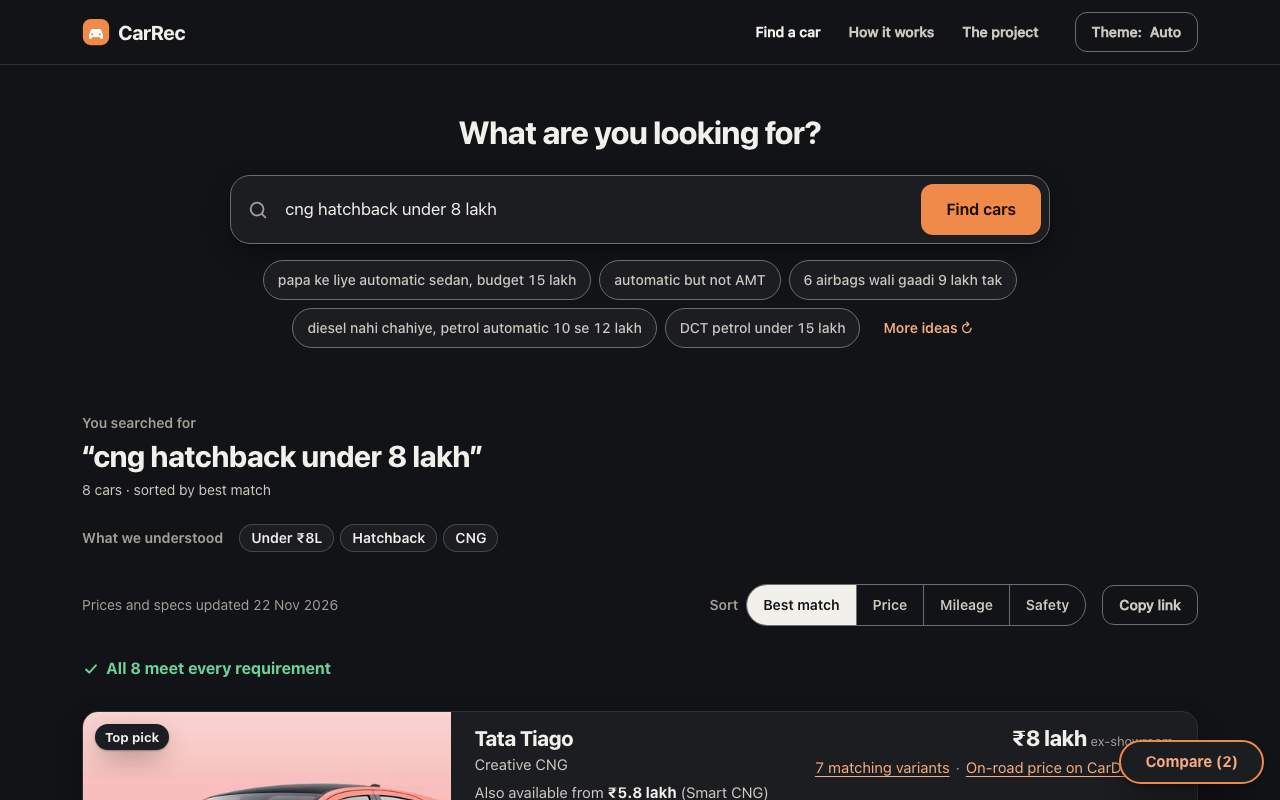 CarRec
Find a car
How it works
The project
Theme: Auto
What are you looking for?
cng hatchback under 8 lakh
Find cars
papa ke liye automatic sedan, budget 15 lakh
automatic but not AMT
6 airbags wali gaadi 9 lakh tak
diesel nahi chahiye, petrol automatic 10 se 12 lakh
DCT petrol under 15 lakh
More ideas ↻
You searched for
“cng hatchback under 8 lakh”
8 cars · sorted by best match
What we understood
Under ₹8L
Hatchback
CNG
Prices and specs updated 22 Nov 2026
Sort
Best match
Price
Mileage
Safety
Copy link
✓ All 8 meet every requirement
Top pick
Tata Tiago
₹8 lakh
Creative CNG
7 matching variants · On-road price on
Compare (2)
Also available from ₹5.8 lakh (Smart CNG)